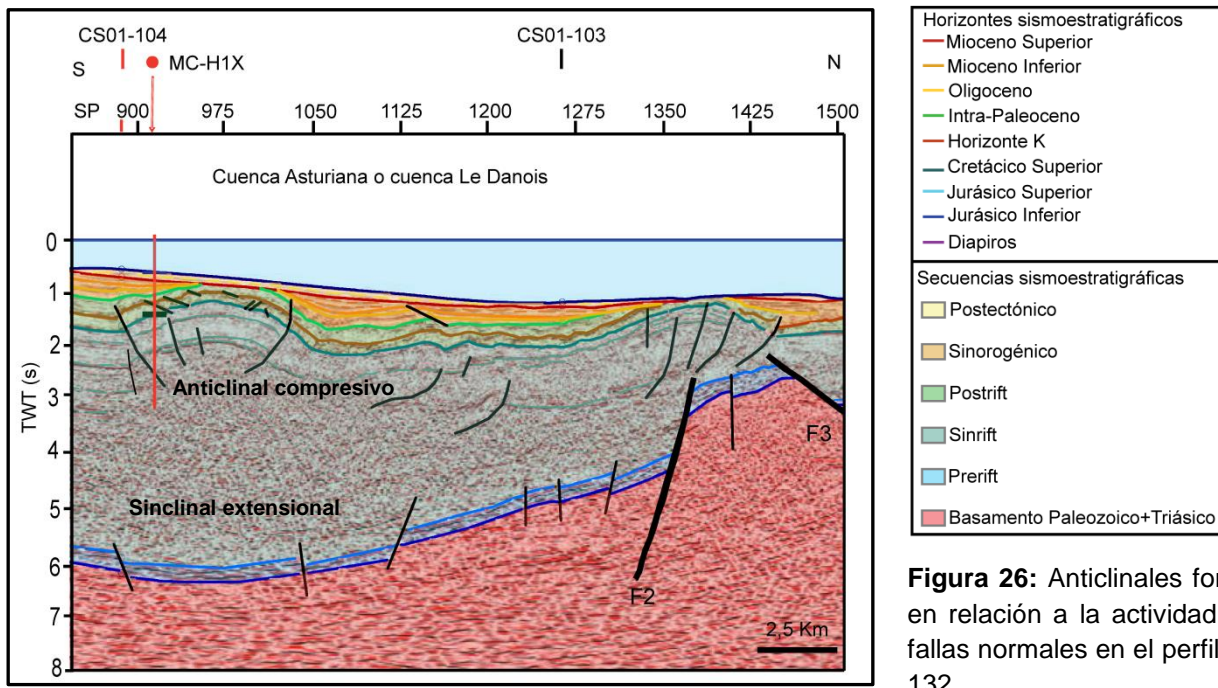 CS01-104
CS01-103
S
MC-H1X
N
SP 900 975 1050 1125 1200 1275 1350 1425 1500
Cuenca Asturiana o cuenca Le Danois
0
1
2
Anticlinal compresivo
3
TWT (s)
F3
4
5
Sinclinal extensional
6
F2
7
2,5 Km
8
Horizontes sismoestratigráficos
Mioceno Superior
Mioceno Inferior
Oligoceno
Intra-Paleoceno
Horizonte K
Cretácico Superior
Jurásico Superior
Jurásico Inferior
Diapiros
Secuencias sismoestratigráficas
Postectónico
Sinorogénico
Postrift
Sinrift
Prerift
Basamento Paleozoico+Triásico
Figura 26: Anticlinales for
en relación a la actividad
fallas normales en el perfil
132